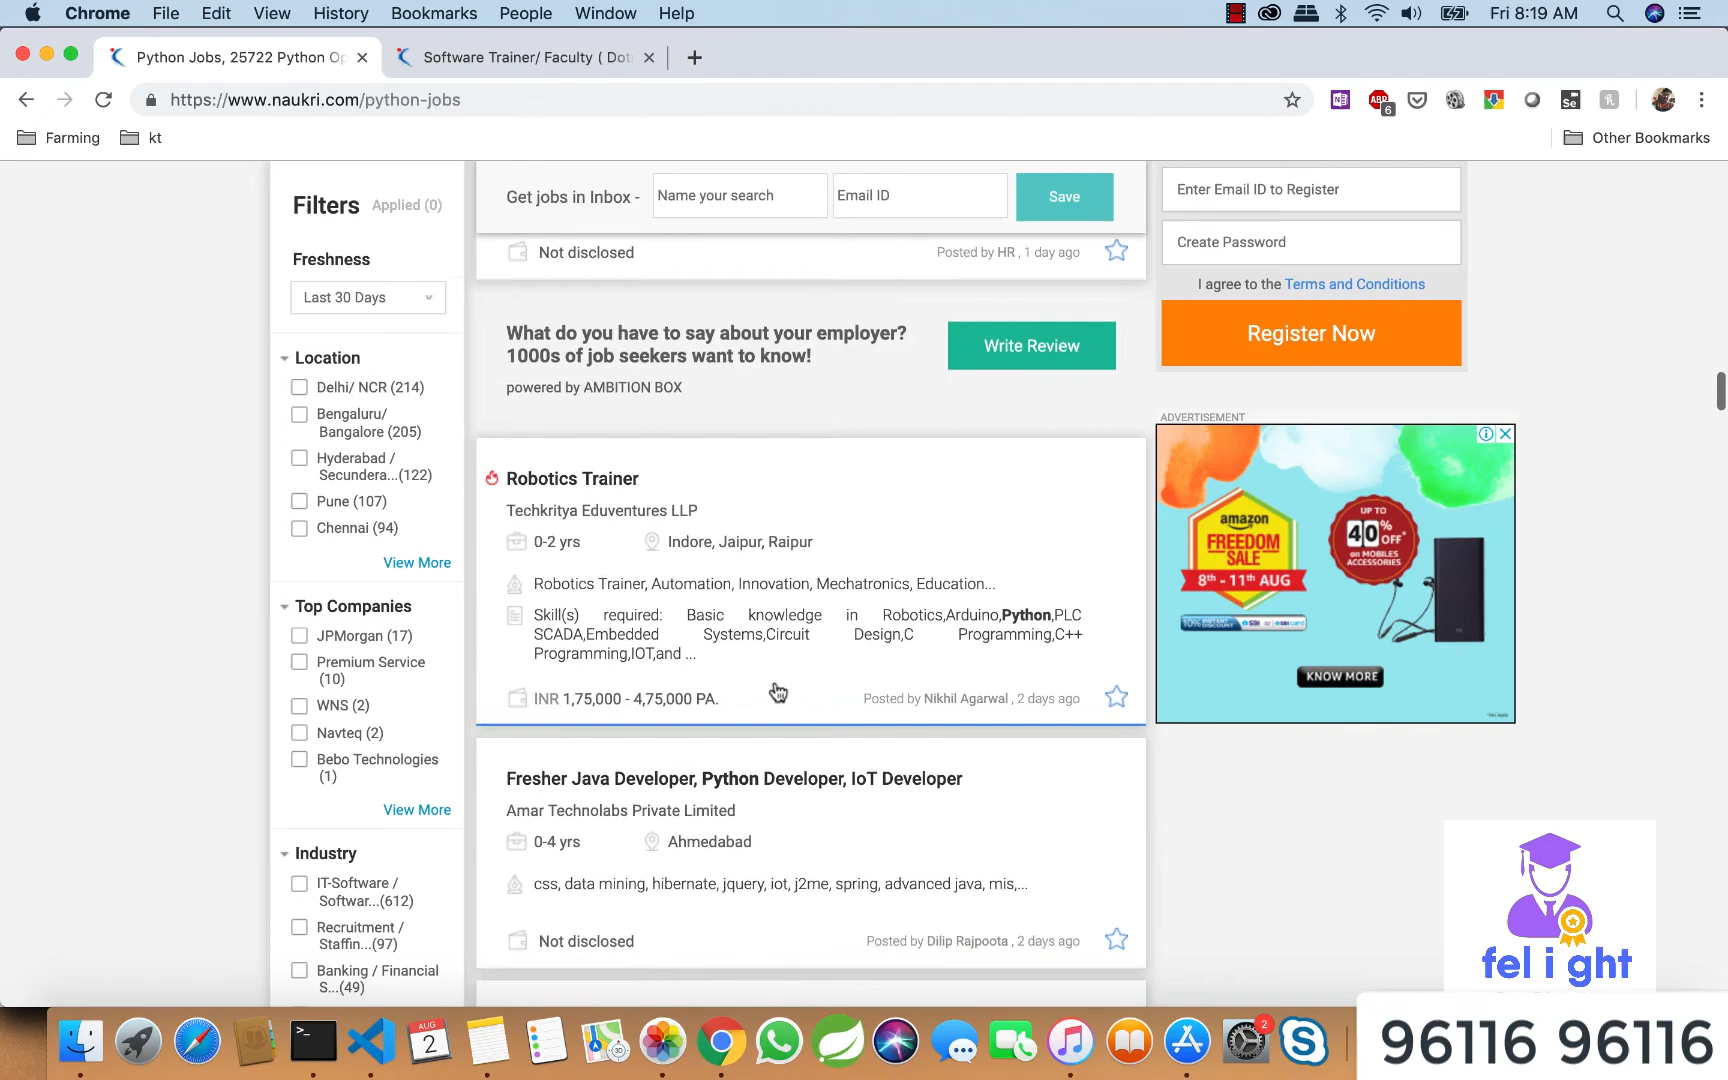 Chrome File Edit View History Bookmarks People Window Help Fri 8:19 AM
Python Jobs, 25722 Python Op
Software Trainer/ Faculty ( Dotn
https://www.naukri.com/python-jobs
6
Se
Farming
kt
Other Bookmarks
Filters Applied (0)
Freshness
Last 30 Days
Location
Delhi/ NCR (214)
Bengaluru/
Bangalore (205)
Hyderabad /
Secundera...(122)
Pune (107)
Chennai (94)
View More
Top Companies
JPMorgan (17)
Premium Service
(10)
WNS (2)
Navteq (2)
Bebo Technologies
(1)
View More
Industry
IT-Software /
Softwar...(612)
Recruitment /
Staffin...(97)
Banking / Financial
S...(49)
Get jobs in Inbox - Name your search Email ID Save
Not disclosed
Posted by HR , 1 day ago
What do you have to say about your employer?
1000s of job seekers want to know!
powered by AMBITION BOX
Write Review
Robotics Trainer
Techkritya Eduventures LLP
0-2 yrs Indore, Jaipur, Raipur
Robotics Trainer, Automation, Innovation, Mechatronics, Education...
Skill(s) required: Basic knowledge in Robotics,Arduino,Python,PLC
SCADA,Embedded Systems,Circuit Design,C Programming,C++
Programming,IOT,and ...
INR 1,75,000 - 4,75,000 PA.
Posted by Nikhil Agarwal , 2 days ago
Fresher Java Developer, Python Developer, IoT Developer
Amar Technolabs Private Limited
0-4 yrs Ahmedabad
css, data mining, hibernate, jquery, iot, j2me, spring, advanced java, mis,...
Not disclosed
Posted by Dilip Rajpoota , 2 days ago
Enter Email ID to Register
Create Password
I agree to the Terms and Conditions
Register Now
ADVERTISEMENT
amazon
FREEDOM
SALE
8th - 11th AUG
10% INSTANT DISCOUNT
SBI
UP TO
40% OFF*
on MOBILES
ACCESSORIES
KNOW MORE
fel i ght
AUG
2
2
96116 96116